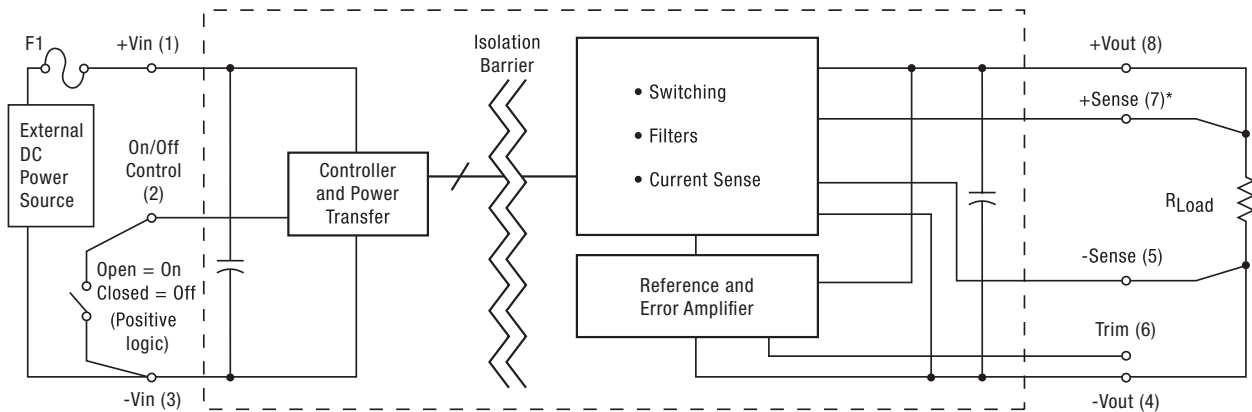 F1
+Vin (1)
External
DC
Power
Source
On/Off
Control
(2)
Open = On
Closed = Off
(Positive
logic)
-Vin (3)
Controller
and Power
Transfer
Isolation
Barrier
• Switching
• Filters
• Current Sense
Reference and
Error Amplifier
+Vout (8)
+Sense (7)*
RLoad
-Sense (5)
Trim (6)
-Vout (4)